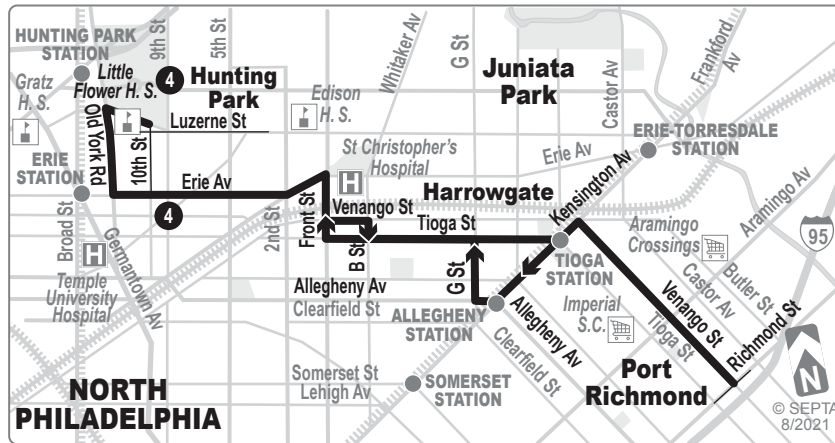 HUNTING PARK
STATION
9th St
5th St
Whitaker Av
G St
Castor Av
Frankford
Av
Little
Flower H. S.
4
Hunting
Park
Juniata
Park
Gratz
H. S.
Edison
H. S.
Old York Rd
10th St
Luzerne St
St Christopher's
Hospital
H
Erie Av
ERIE-TORRESDALE
STATION
ERIE
STATION
Erie Av
Harrowgate
Kensington Av
Aramingo Av
Broad St
Germantown Av
4
2nd St
Front St
Venango St
B St
Tioga St
Aramingo
Crossings
95
H
Temple
University
Hospital
TIOGA
STATION
Castor Av
Butler St
Allegheny Av
Clearfield St
G St
ALLEGHENY
STATION
Allegheny Av
Imperial
S.C.
Venango St
Tioga St
Richmond St
Clearfield St
Somerset St
Lehigh Av
SOMERSET
STATION
Port
Richmond
NORTH
PHILADELPHIA
N
© SEPTA
8/2021